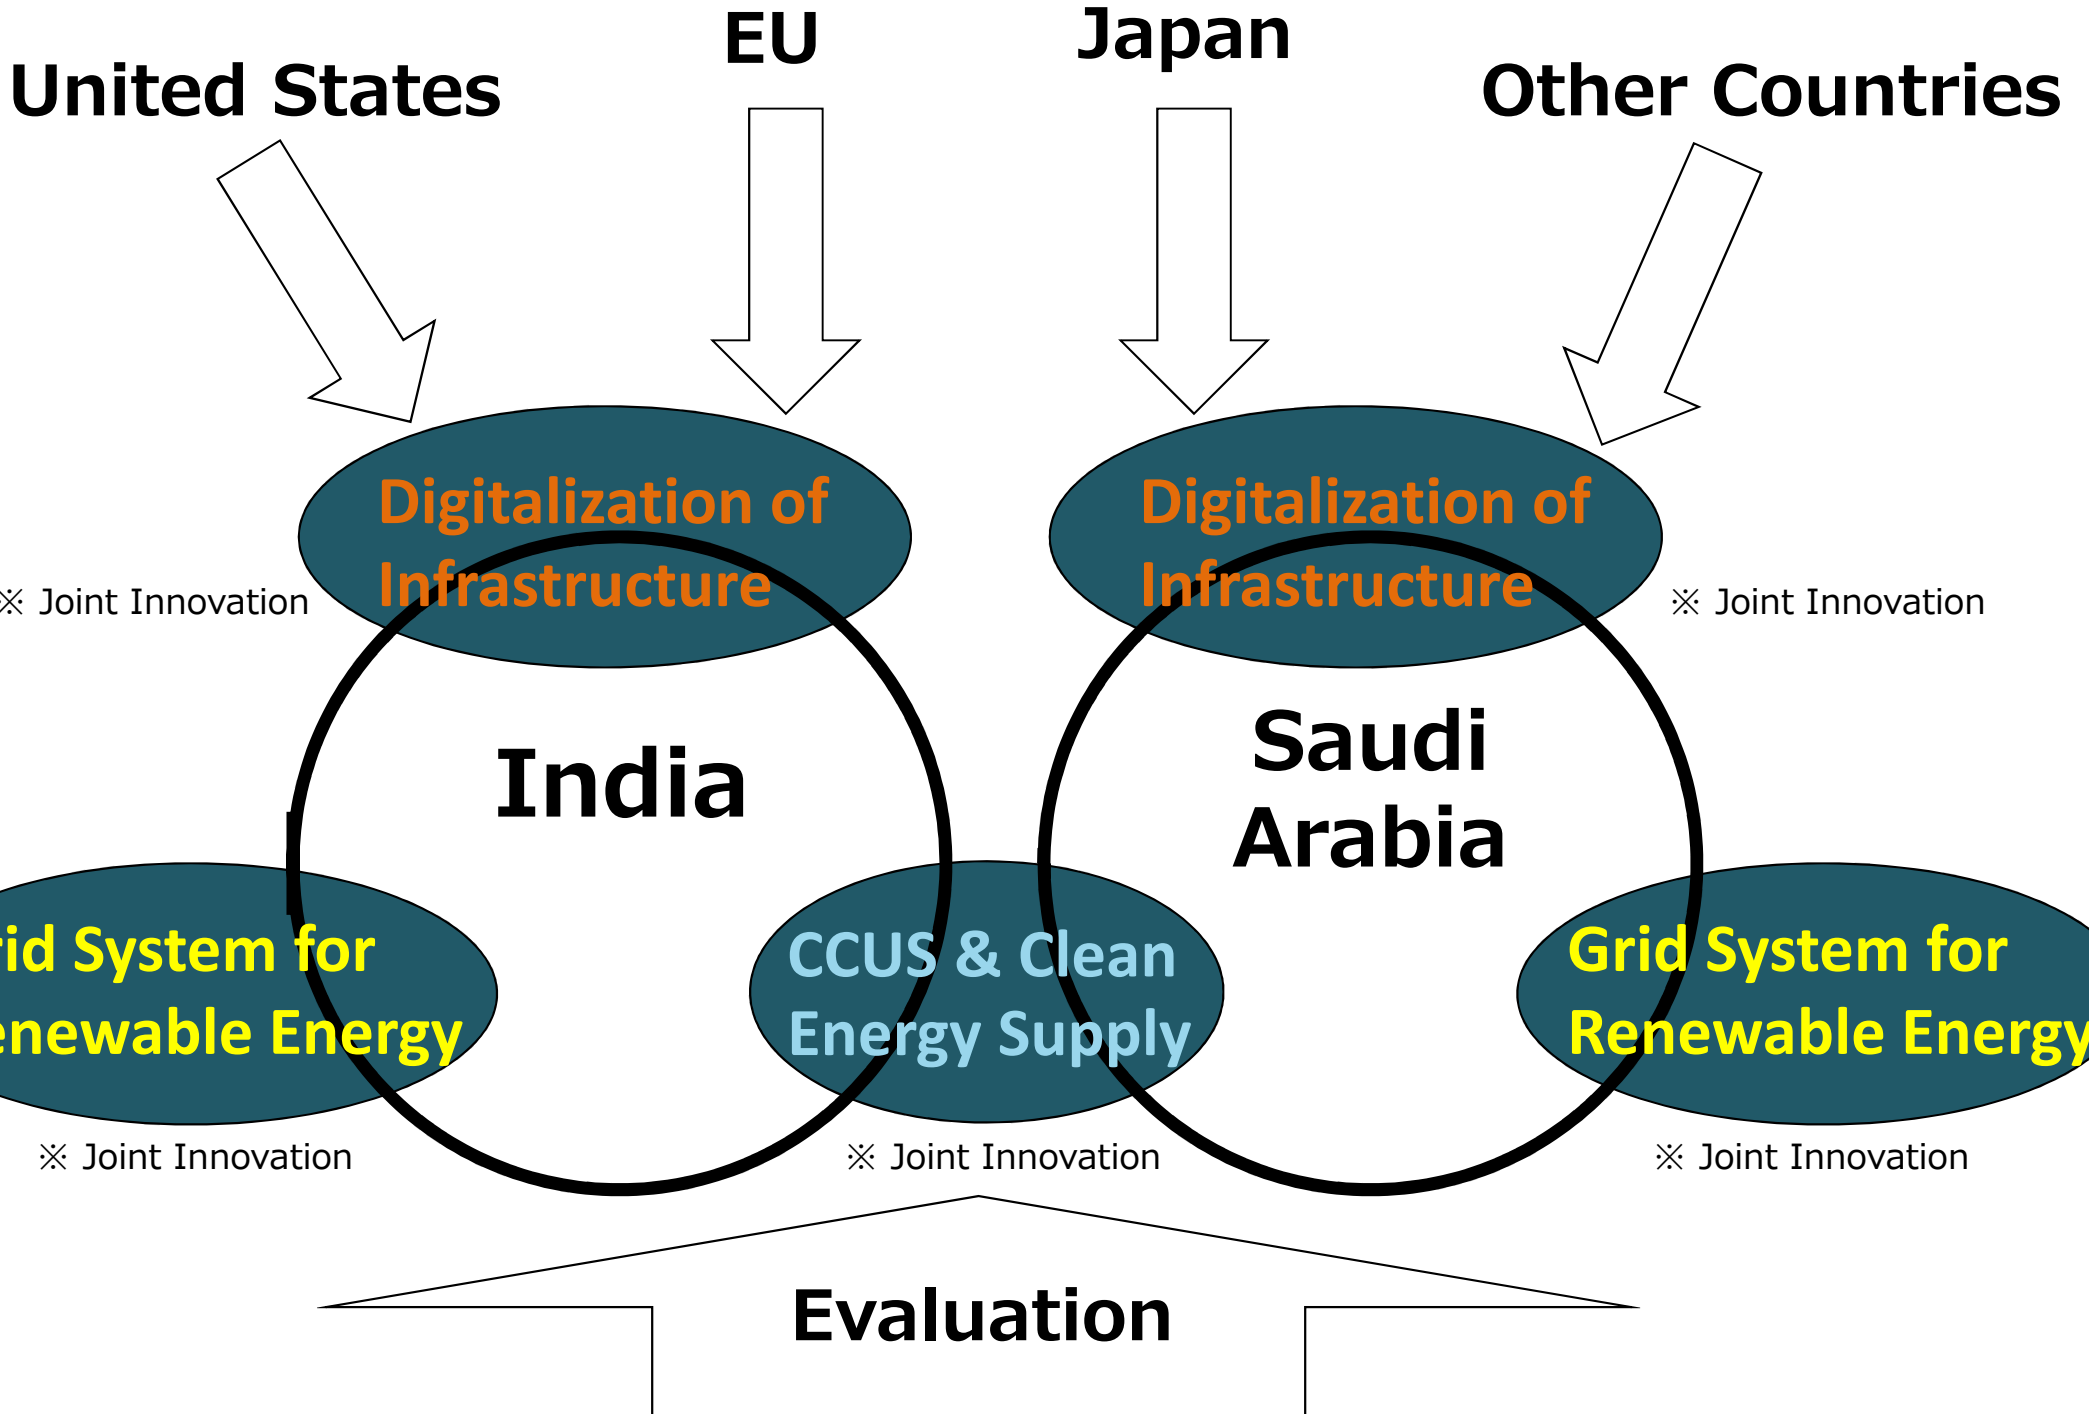 EU
Japan
United States
Other Countries
Digitalization of
Infrastructure
Digitalization of
Infrastructure
※ Joint Innovation
※ Joint Innovation
India
Saudi
Arabia
rid System for
enewable Energy
CCUS & Clean
Energy Supply
Grid System for
Renewable Energy
※ Joint Innovation
※ Joint Innovation
※ Joint Innovation
Evaluation